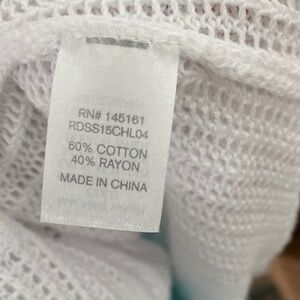 RN# 145161
RDSS15CHL04
60% COTTON
40% RAYON
MADE IN CHINA